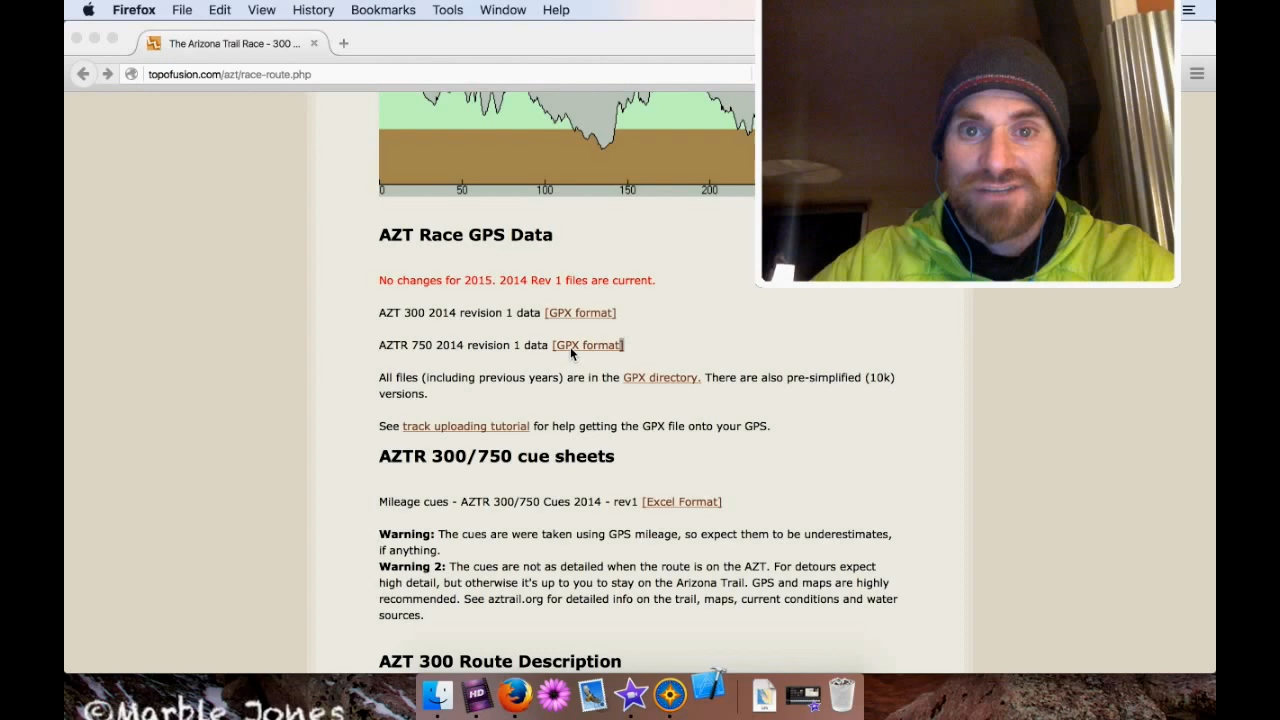 Firefox File Edit View History Bookmarks Tools Window Help
The Arizona Trail Race - 300 ...
topofusion.com/azt/race-route.php
0 50 100 150 200
AZT Race GPS Data
No changes for 2015. 2014 Rev 1 files are current.
AZT 300 2014 revision 1 data [GPX format]
AZTR 750 2014 revision 1 data [GPX format]
All files (including previous years) are in the GPX directory. There are also pre-simplified (10k)
versions.
See track uploading tutorial for help getting the GPX file onto your GPS.
AZTR 300/750 cue sheets
Mileage cues - AZTR 300/750 Cues 2014 - rev1 [Excel Format]
Warning: The cues are were taken using GPS mileage, so expect them to be underestimates,
if anything.
Warning 2: The cues are not as detailed when the route is on the AZT. For detours expect
high detail, but otherwise it's up to you to stay on the Arizona Trail. GPS and maps are highly
recommended. See aztrail.org for detailed info on the trail, maps, current conditions and water
sources.
AZT 300 Route Description
HD
©Marble Jones